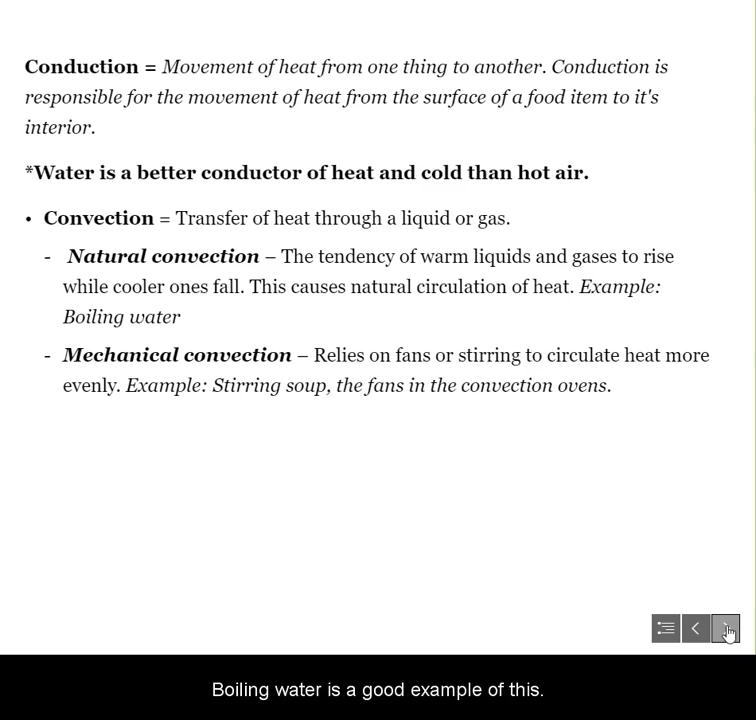 Conduction = Movement of heat from one thing to another. Conduction is
responsible for the movement of heat from the surface of a food item to it's
interior.
*Water is a better conductor of heat and cold than hot air.
• Convection = Transfer of heat through a liquid or gas.
- Natural convection – The tendency of warm liquids and gases to rise
while cooler ones fall. This causes natural circulation of heat. Example:
Boiling water
- Mechanical convection – Relies on fans or stirring to circulate heat more
evenly. Example: Stirring soup, the fans in the convection ovens.
Boiling water is a good example of this.